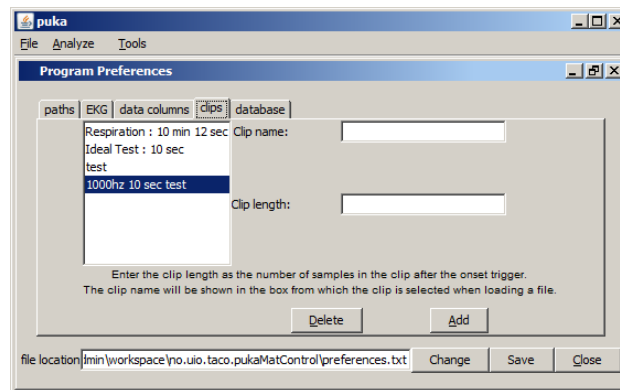 puka
File Analyze Tools
Program Preferences
paths EKG data columns clips database
Respiration : 10 min 12 sec
Ideal Test : 10 sec
test
1000hz 10 sec test
Clip name:
Clip length:
Enter the clip length as the number of samples in the clip after the onset trigger.
The clip name will be shown in the box from which the clip is selected when loading a file.
Delete Add
file location :lmin\workspace\no.uio.taco.pukaMatControl\preferences.txt Change Save Close